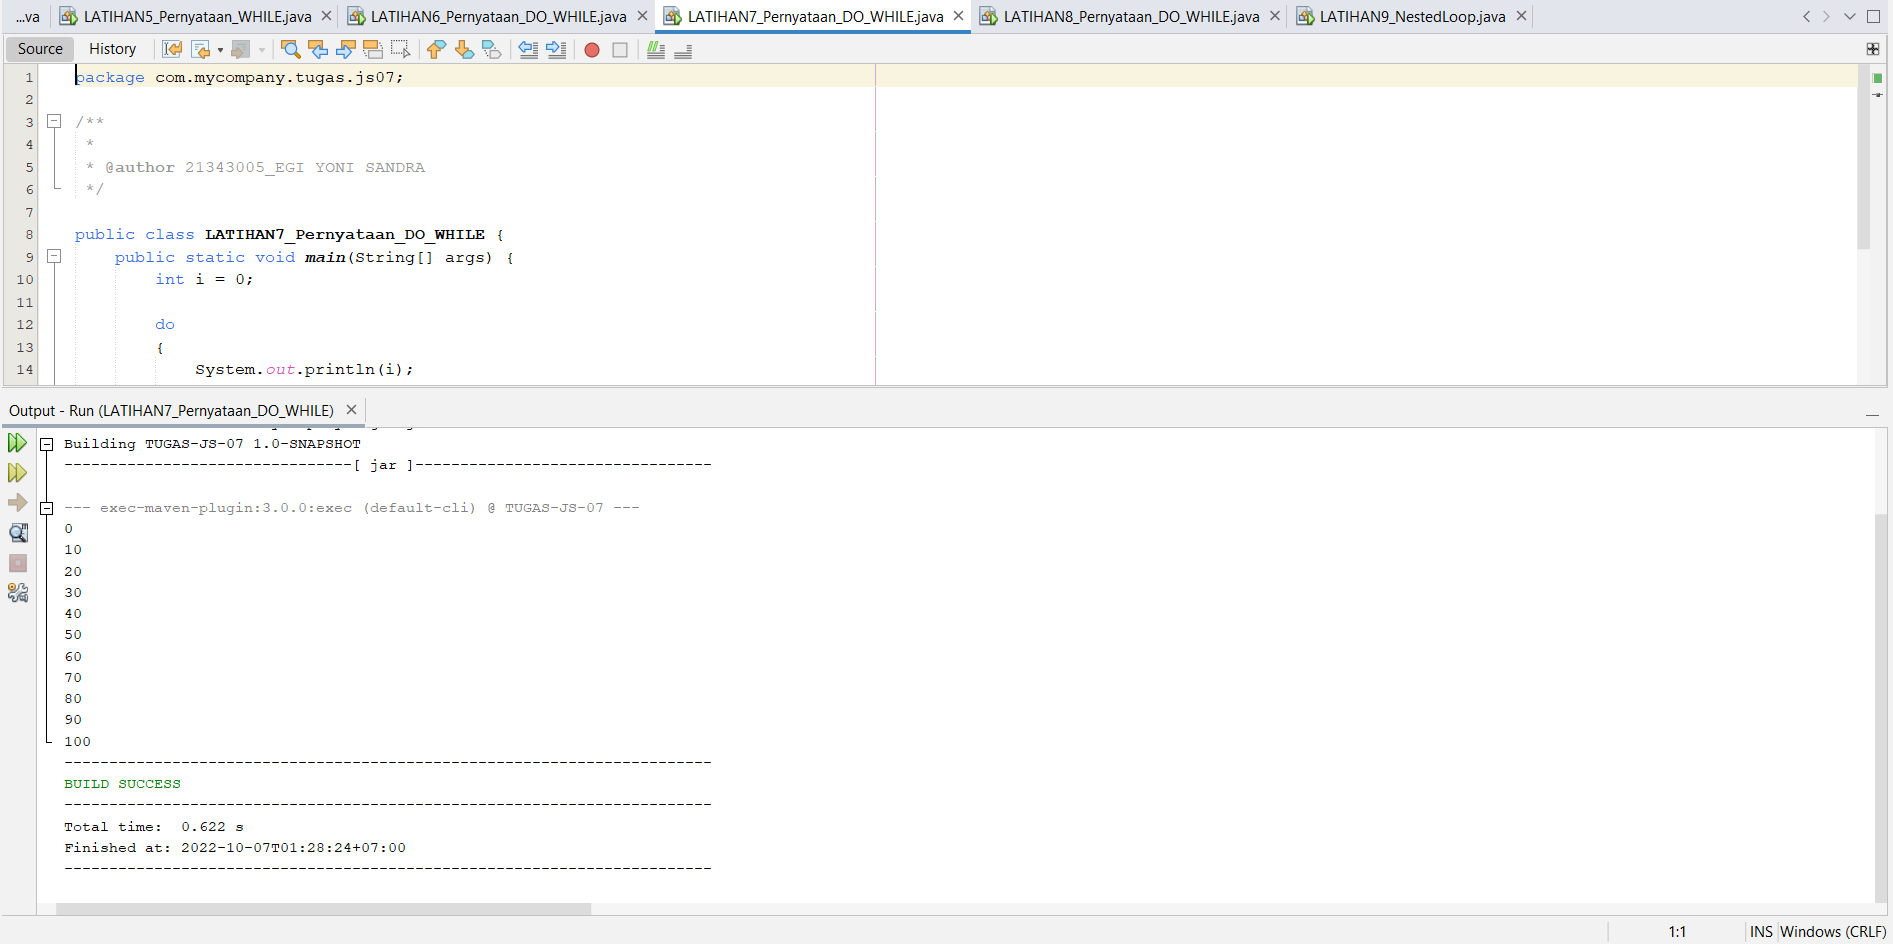 ...va LATIHAN5_Pernyataan_WHILE.java LATIHAN6_Pernyataan_DO_WHILE.java LATIHAN7_Pernyataan_DO_WHILE.java LATIHAN8_Pernyataan_DO_WHILE.java LATIHAN9_NestedLoop.java
Source History
1 package com.mycompany.tugas.js07;
2
3 /**
4 *
5 * @author 21343005_EGI YONI SANDRA
6 */
7
8 public class LATIHAN7_Pernyataan_DO_WHILE {
9 public static void main(String[] args) {
10 int i = 0;
11
12 do
13 {
14 System.out.println(i);
Output - Run (LATIHAN7_Pernyataan_DO_WHILE)
Building TUGAS-JS-07 1.0-SNAPSHOT
--------------------------------[ jar ]---------------------------------
--- exec-maven-plugin:3.0.0:exec (default-cli) @ TUGAS-JS-07 ---
0
10
20
30
40
50
60
70
80
90
100
------------------------------------------------------------------------
BUILD SUCCESS
------------------------------------------------------------------------
Total time:  0.622 s
Finished at: 2022-10-07T01:28:24+07:00
------------------------------------------------------------------------
1:1 INS Windows (CRLF)